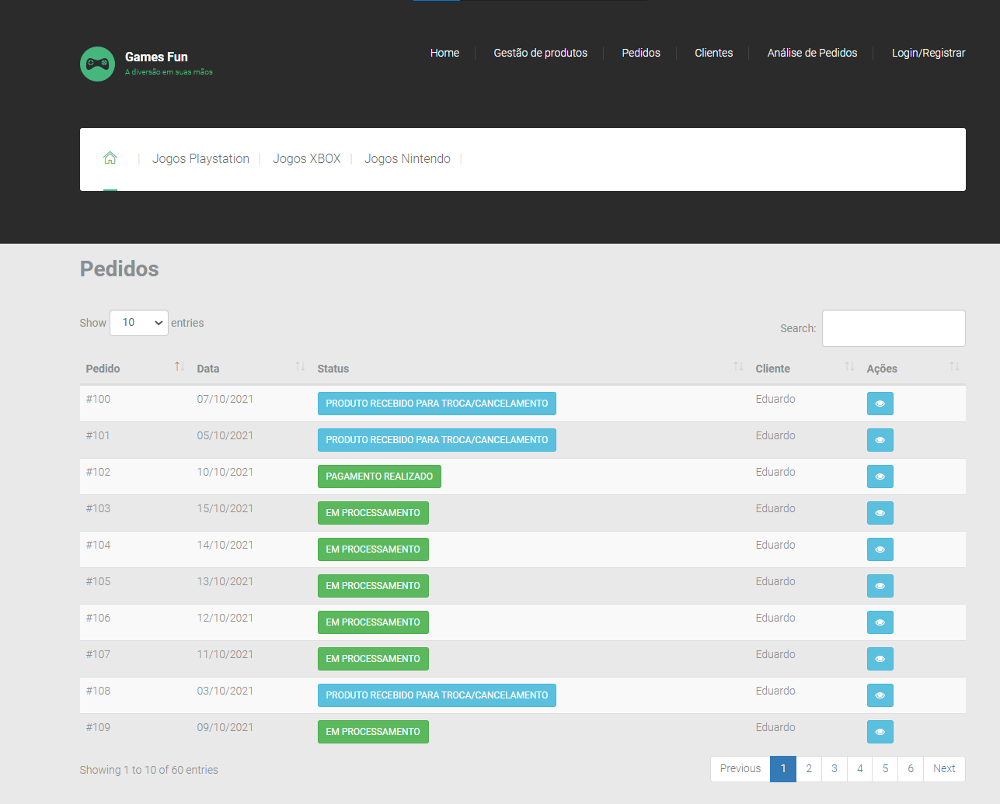 Games Fun
A diversão em suas mãos
Home Gestão de produtos Pedidos Clientes Análise de Pedidos Login/Registrar
Jogos Playstation Jogos XBOX Jogos Nintendo
Pedidos
Show 10 entries
Search:
Pedido Data Status Cliente Ações
#100 07/10/2021 PRODUTO RECEBIDO PARA TROCA/CANCELAMENTO Eduardo
#101 05/10/2021 PRODUTO RECEBIDO PARA TROCA/CANCELAMENTO Eduardo
#102 10/10/2021 PAGAMENTO REALIZADO Eduardo
#103 15/10/2021 EM PROCESSAMENTO Eduardo
#104 14/10/2021 EM PROCESSAMENTO Eduardo
#105 13/10/2021 EM PROCESSAMENTO Eduardo
#106 12/10/2021 EM PROCESSAMENTO Eduardo
#107 11/10/2021 EM PROCESSAMENTO Eduardo
#108 03/10/2021 PRODUTO RECEBIDO PARA TROCA/CANCELAMENTO Eduardo
#109 09/10/2021 EM PROCESSAMENTO Eduardo
Showing 1 to 10 of 60 entries
Previous 1 2 3 4 5 6 Next